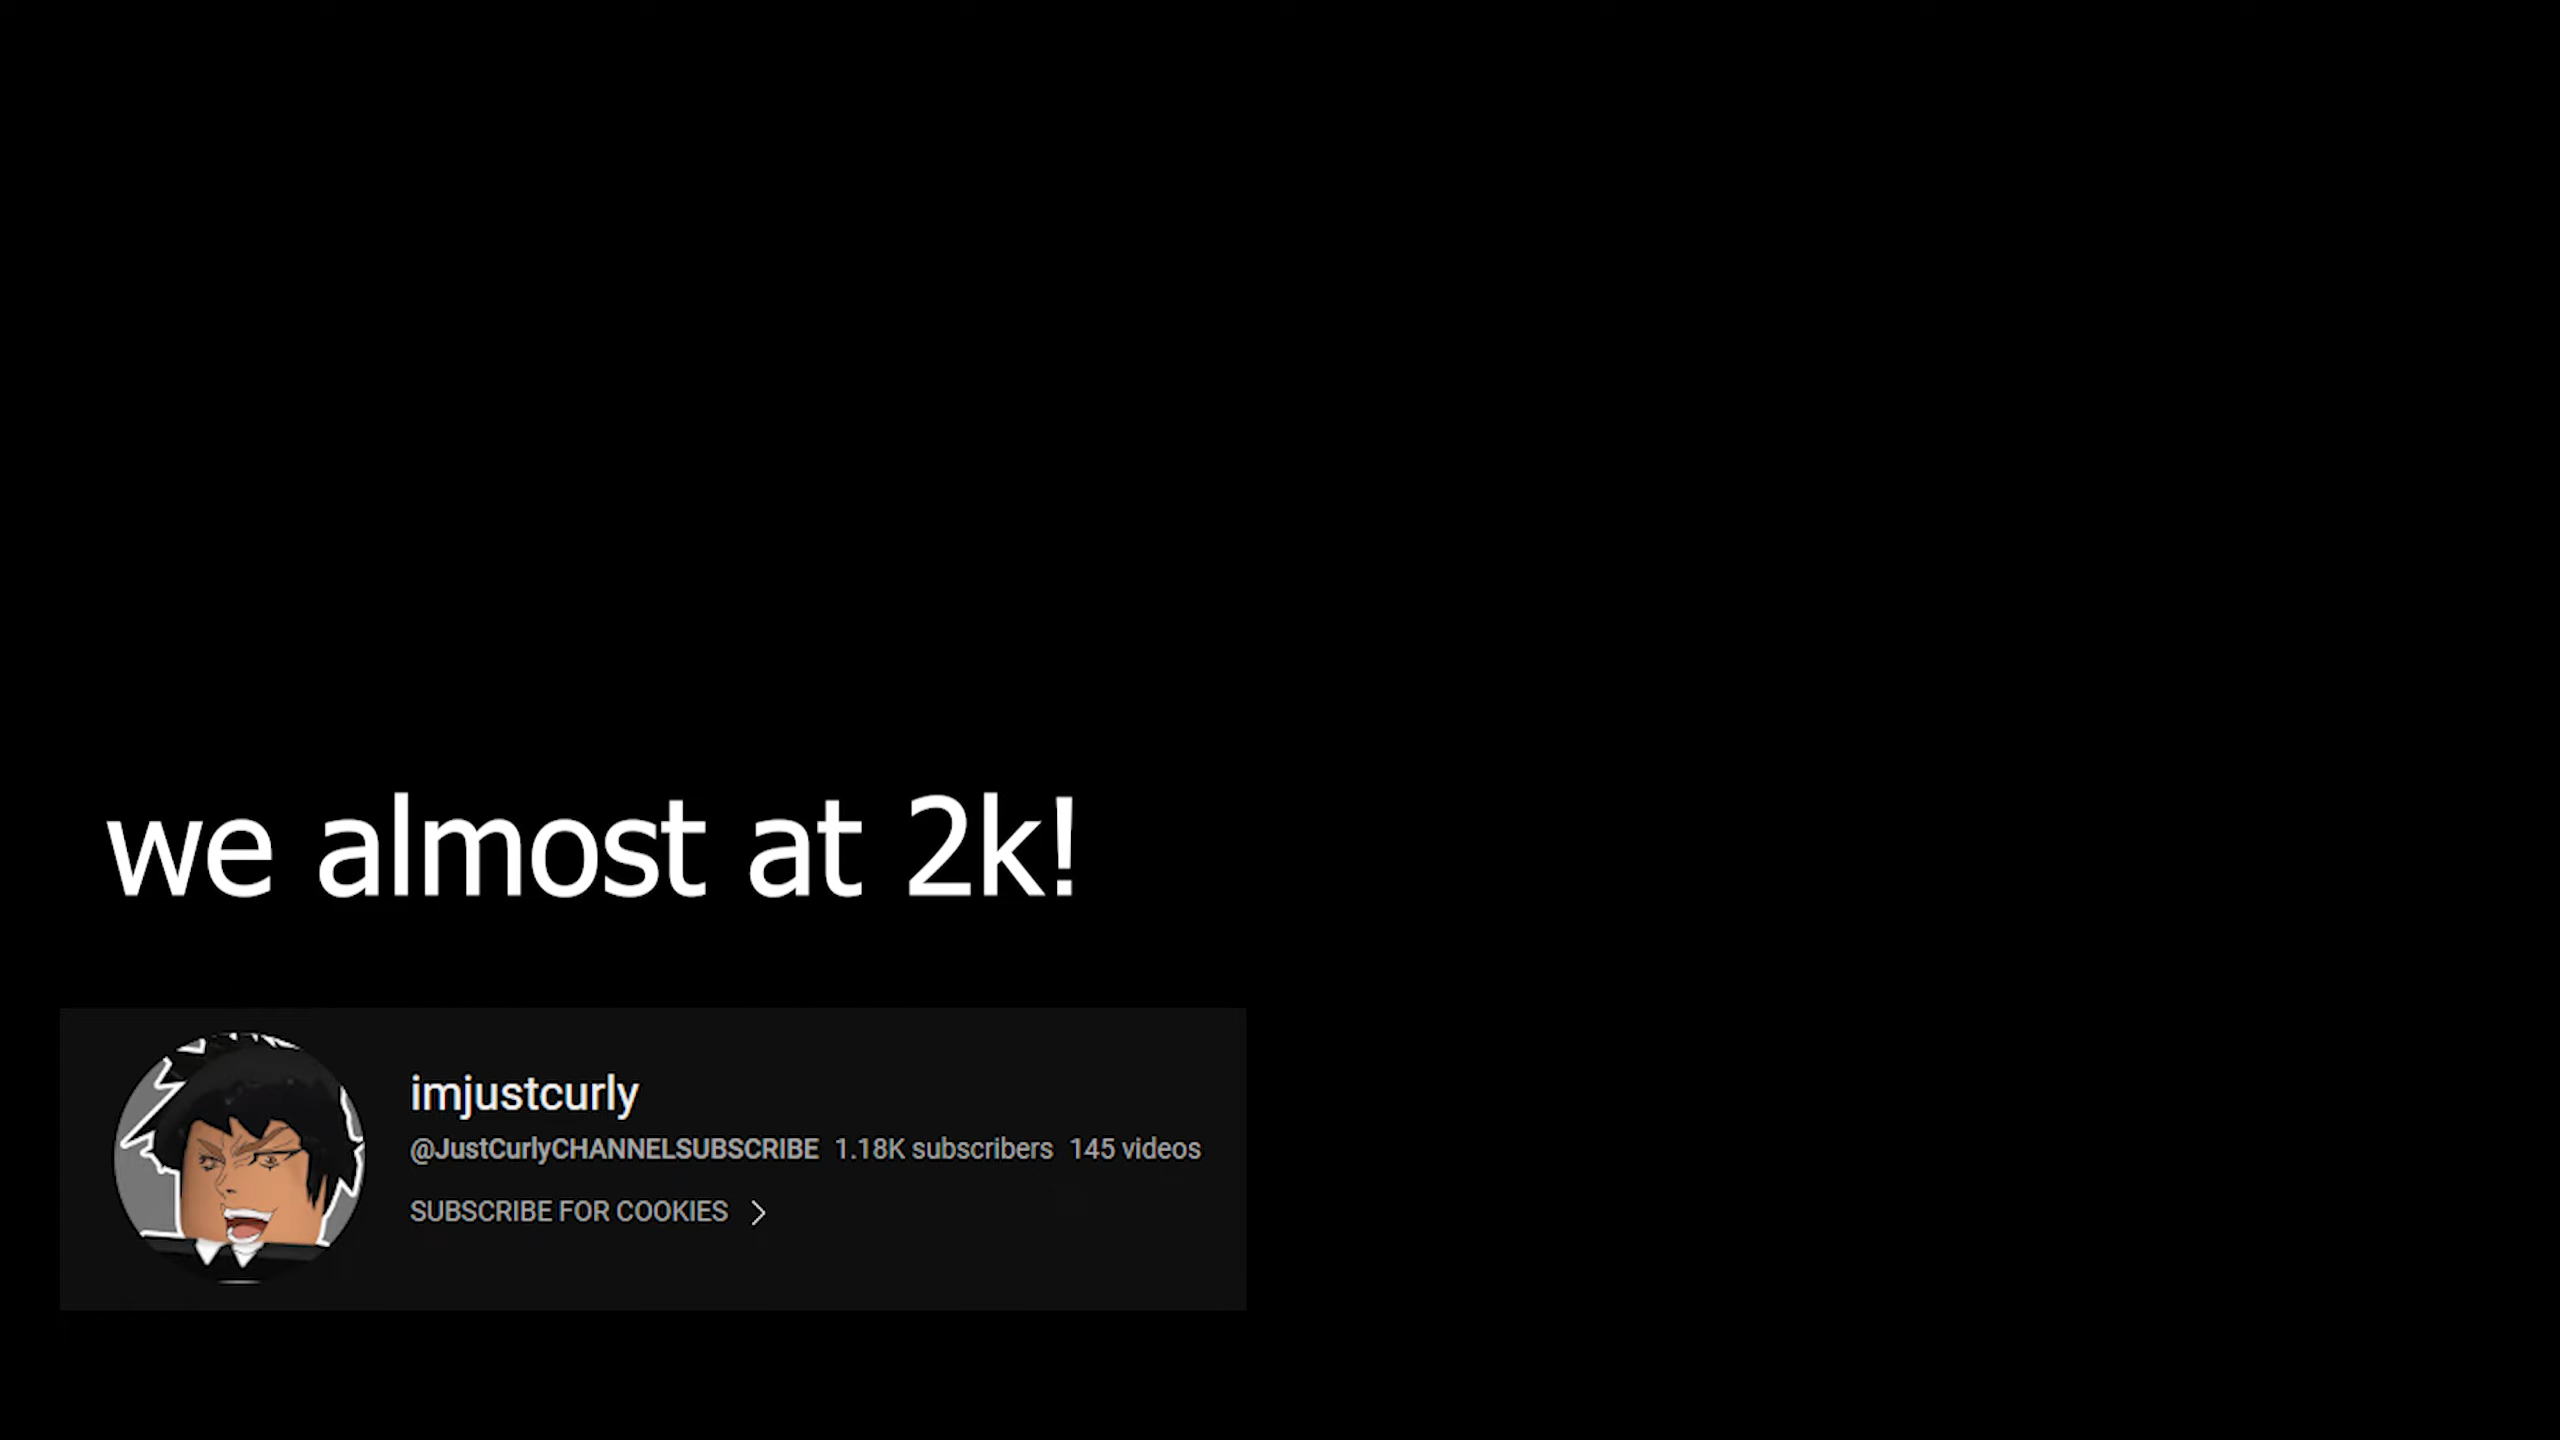 we almost at 2k!
imjustcurly
@JustCurlyCHANNELSUBSCRIBE 1.18K subscribers 145 videos
SUBSCRIBE FOR COOKIES